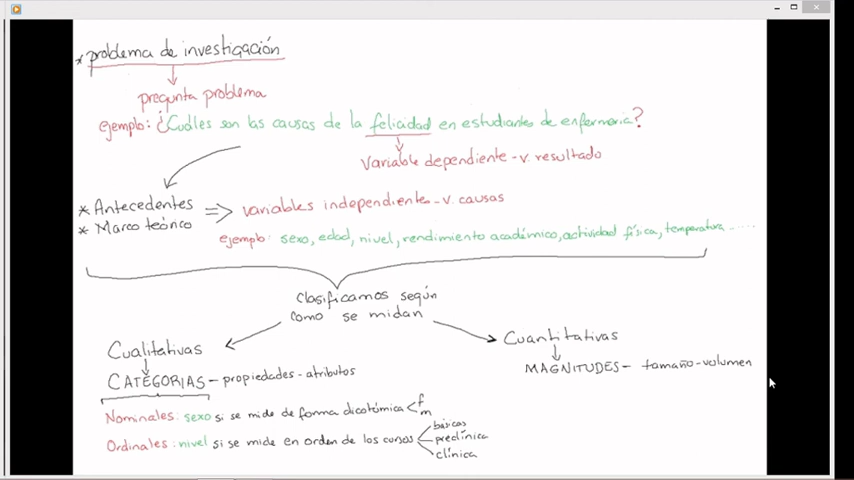 * problema de investigación
pregunta problema
ejemplo: ¿Cuáles son las causas de la felicidad en estudiantes de enfermería?
Variable dependiente - v. resultado
* Antecedentes
* Marco teórico
=> variables independiente - v. causas
ejemplo: sexo, edad, nivel, rendimiento académico, actividad física, temperatura .....
Clasificamos según
como se midan
Cualitativas
Cuantitativas
CATEGORIAS - propiedades - atributos
MAGNITUDES - tamaño - volumen
Nominales: sexo si se mide de forma dicotómica < f
m
Ordinales: nivel si se mide en orden de los cursos
básicas
preclínica
clínica